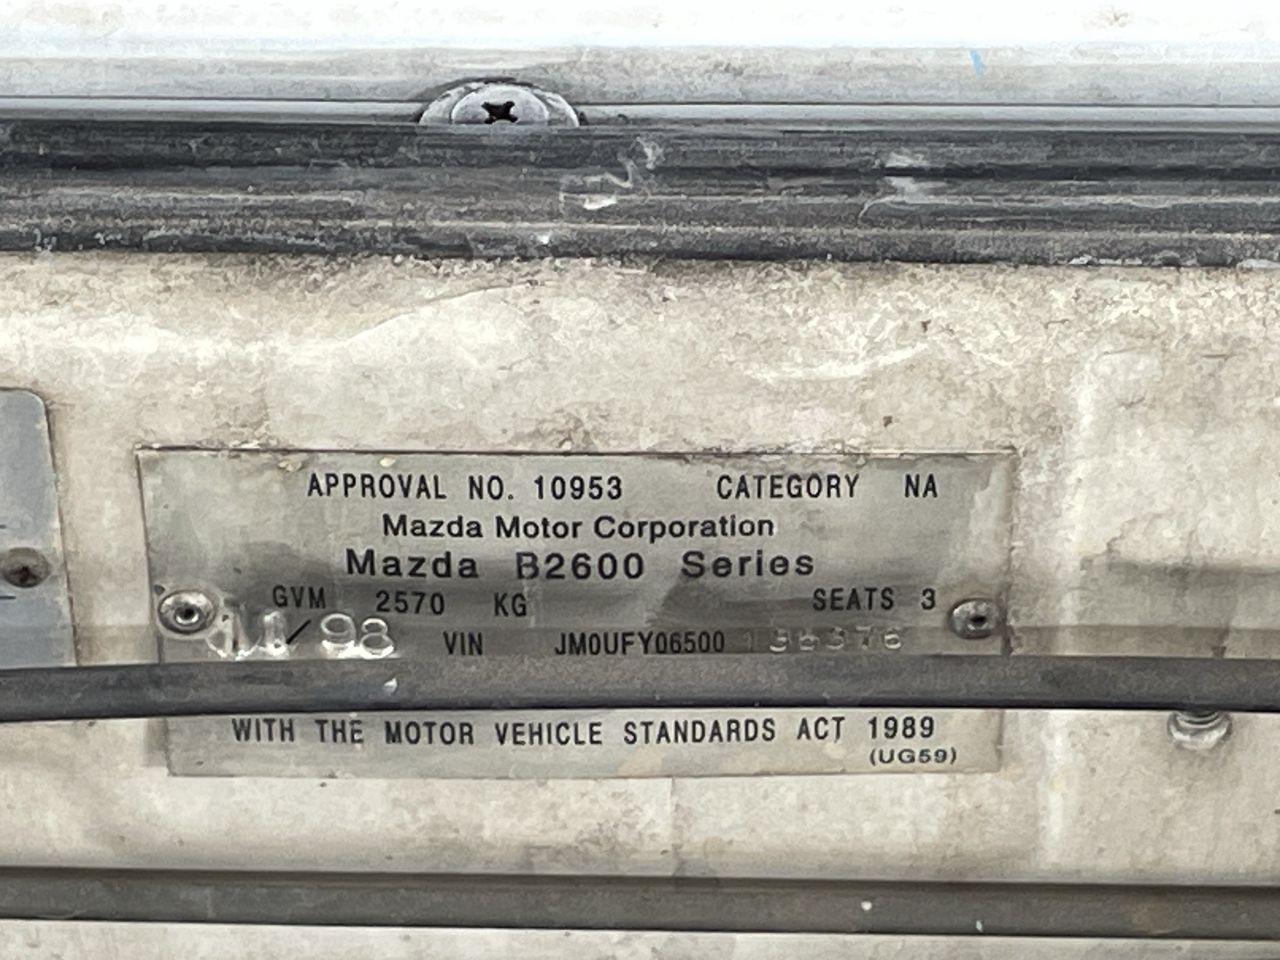 APPROVAL NO. 10953 CATEGORY NA
Mazda Motor Corporation
Mazda B2600 Series
GVM 2570 KG SEATS 3
98 VIN JM0UFY06500
WITH THE MOTOR VEHICLE STANDARDS ACT 1989
(UG59)